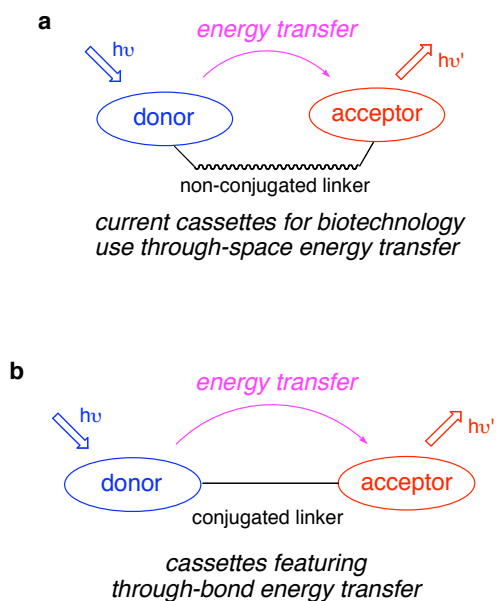 a
energy transfer
hυ
hυ'
donor
acceptor
non-conjugated linker
current cassettes for biotechnology
use through-space energy transfer
b
energy transfer
hυ
hυ'
donor
acceptor
conjugated linker
cassettes featuring
through-bond energy transfer